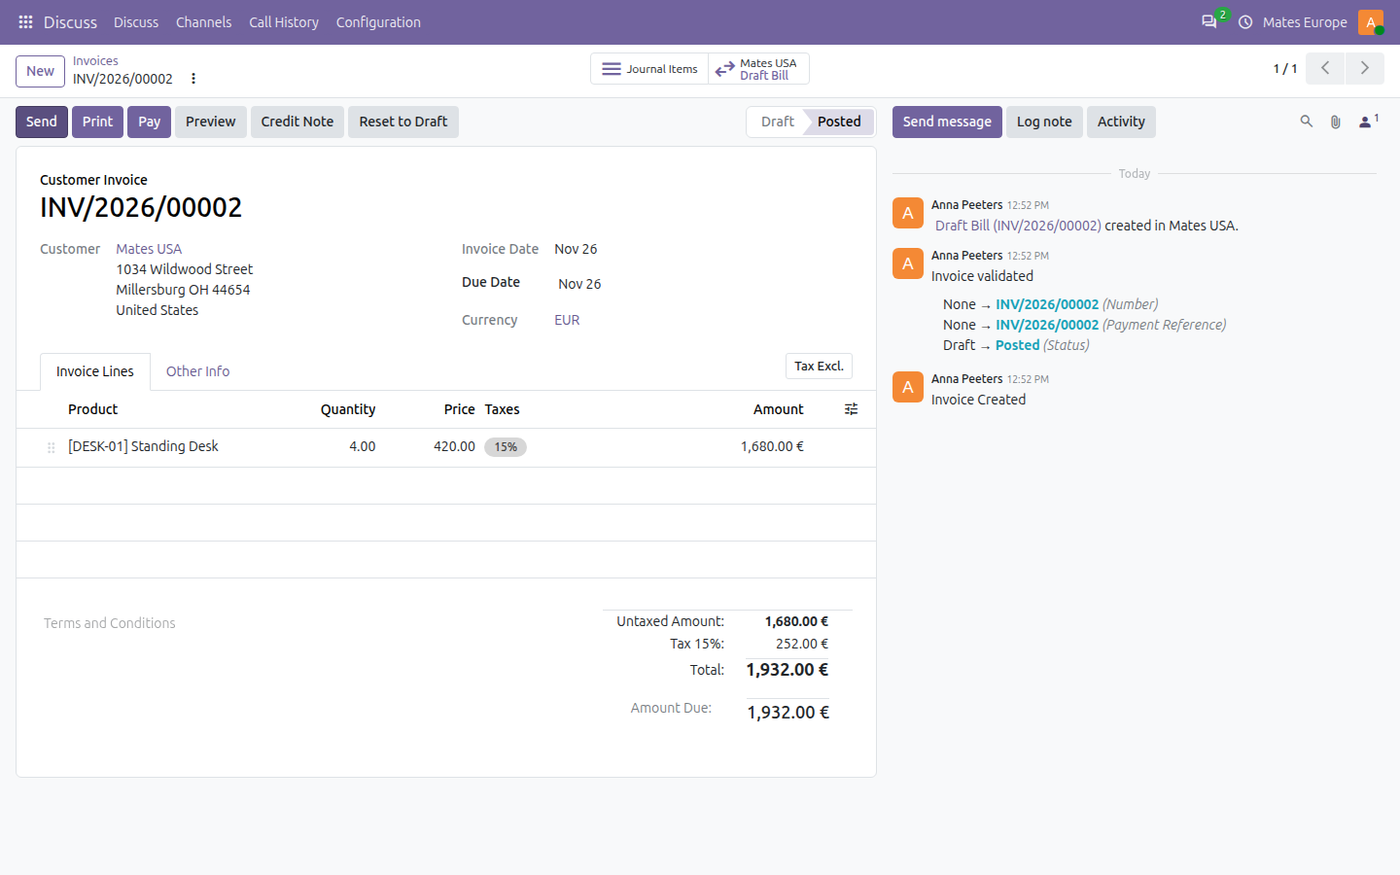 Discuss Discuss Channels Call History Configuration 2 Mates Europe A
New Invoices INV/2026/00002 Journal Items Mates USA Draft Bill 1 / 1
Send Print Pay Preview Credit Note Reset to Draft Draft Posted Send message Log note Activity 1
Customer Invoice
INV/2026/00002
Customer Mates USA
1034 Wildwood Street
Millersburg OH 44654
United States
Invoice Date Nov 26
Due Date Nov 26
Currency EUR
Invoice Lines Other Info Tax Excl.
Product Quantity Price Taxes Amount
[DESK-01] Standing Desk 4.00 420.00 15% 1,680.00 €
Terms and Conditions
Untaxed Amount: 1,680.00 €
Tax 15%: 252.00 €
Total: 1,932.00 €
Amount Due: 1,932.00 €
Today
A Anna Peeters 12:52 PM
Draft Bill (INV/2026/00002) created in Mates USA.
A Anna Peeters 12:52 PM
Invoice validated
None → INV/2026/00002 (Number)
None → INV/2026/00002 (Payment Reference)
Draft → Posted (Status)
A Anna Peeters 12:52 PM
Invoice Created